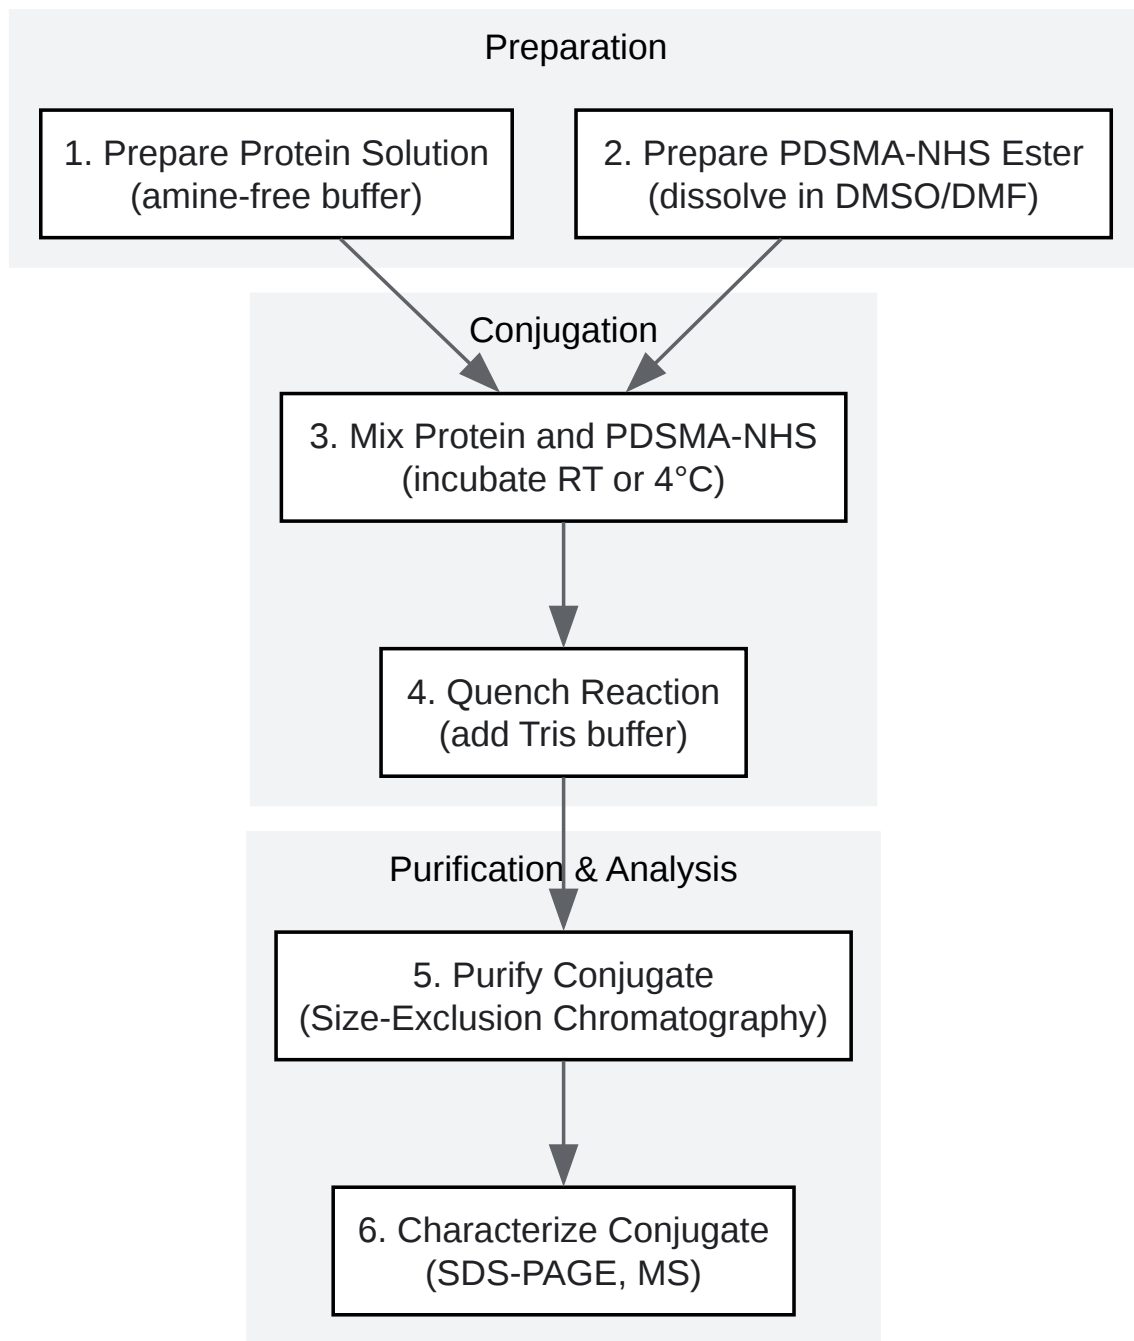 Preparation
1. Prepare Protein Solution
(amine-free buffer)
2. Prepare PDSMA-NHS Ester
(dissolve in DMSO/DMF)
Conjugation
3. Mix Protein and PDSMA-NHS
(incubate RT or 4°C)
4. Quench Reaction
(add Tris buffer)
Purification & Analysis
5. Purify Conjugate
(Size-Exclusion Chromatography)
6. Characterize Conjugate
(SDS-PAGE, MS)